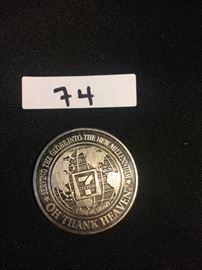 74
SERVING THE GLOBE INTO THE NEW MILLENNIUM
OH THANK HEAVEN